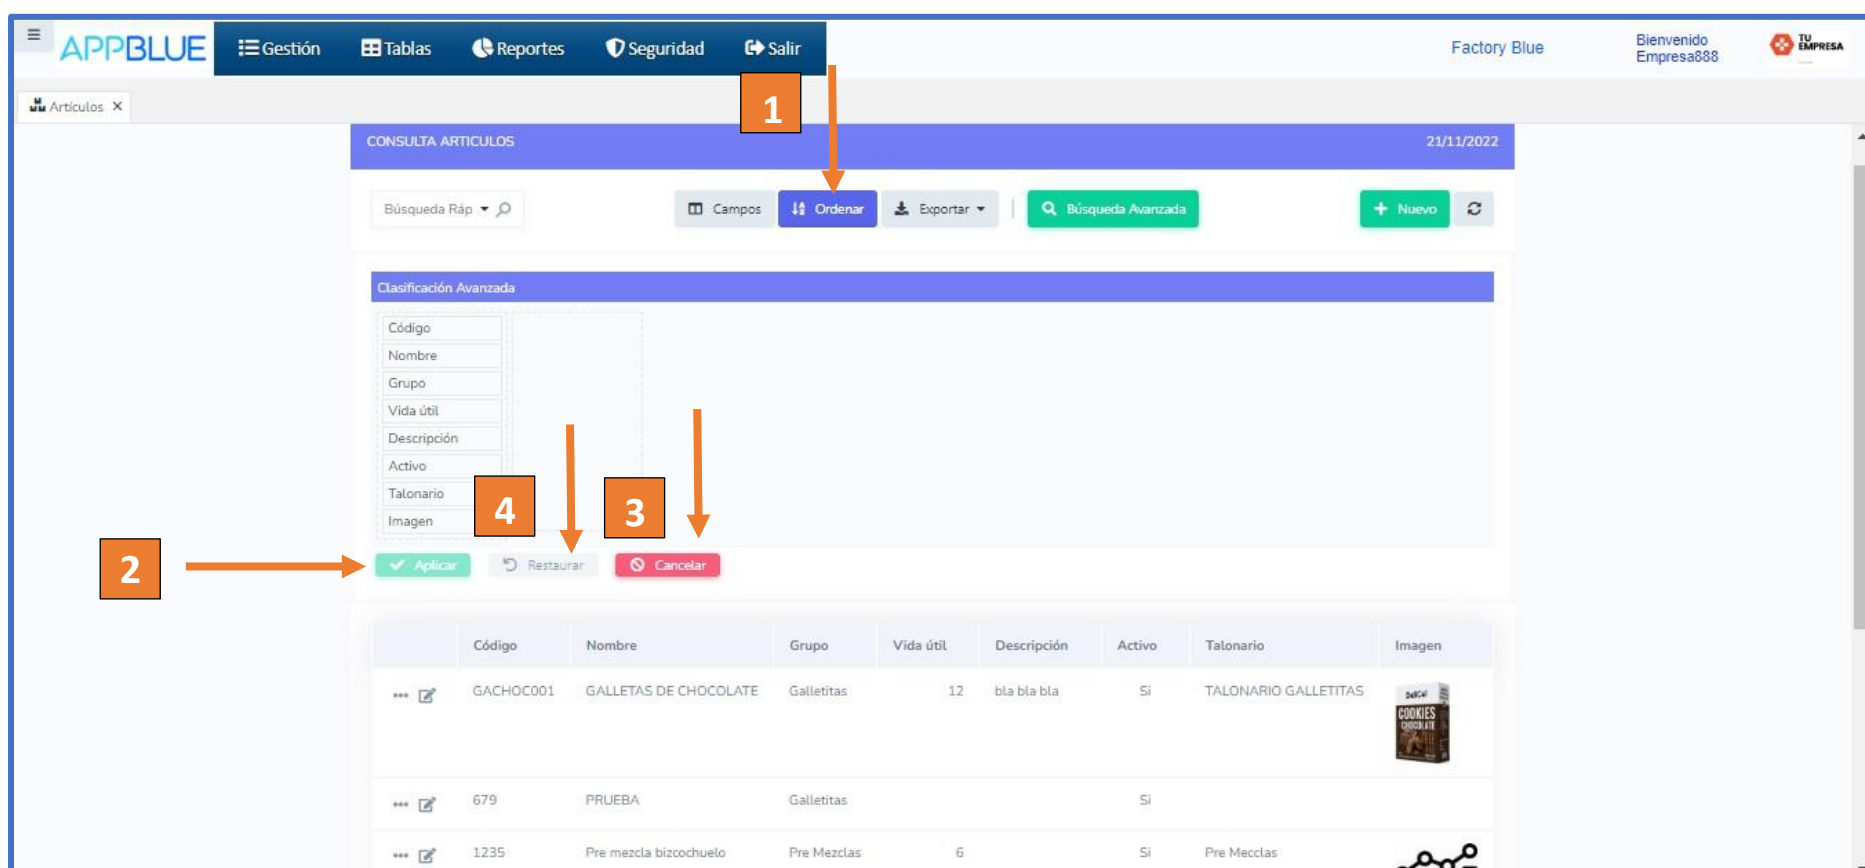 APPBLUE Gestión Tablas Reportes Seguridad Salir Factory Blue Bienvenido
Empresa888
TU
EMPRESA
Artículos X
1
CONSULTA ARTICULOS 21/11/2022
Búsqueda Ráp Campos Ordenar Exportar Búsqueda Avanzada + Nuevo
Clasificación Avanzada
Código
Nombre
Grupo
Vida útil
Descripción
Activo
Talonario
Imagen
4
3
2
Aplicar Restaurar Cancelar
Código Nombre Grupo Vida útil Descripción Activo Talonario Imagen
GACHOC001 GALLETAS DE CHOCOLATE Galletitas 12 bla bla bla Si TALONARIO GALLETITAS
COOKIES
CHOCOLATE
679 PRUEBA Galletitas Si
1235 Pre mezcla bizcochuelo Pre Mezclas 6 Si Pre Mecclas